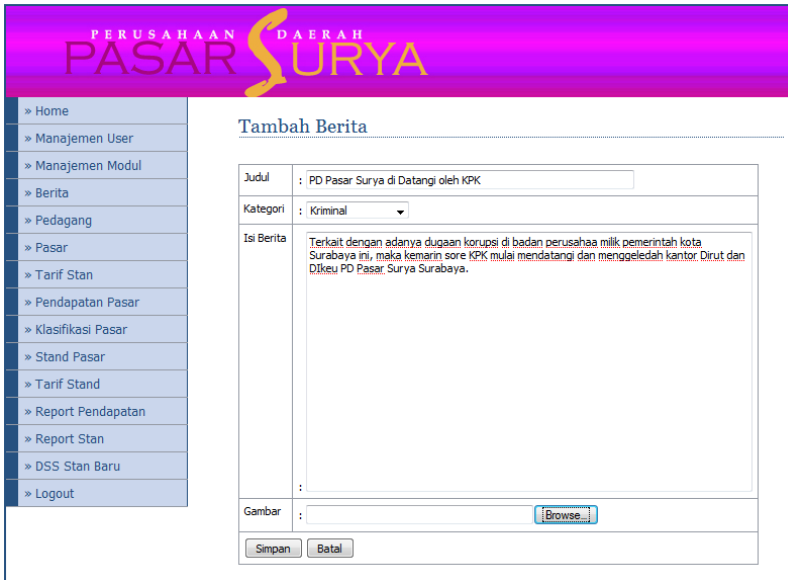 PERUSAHAAN DAERAH
PASAR SURYA
» Home
» Manajemen User
» Manajemen Modul
» Berita
» Pedagang
» Pasar
» Tarif Stan
» Pendapatan Pasar
» Klasifikasi Pasar
» Stand Pasar
» Tarif Stand
» Report Pendapatan
» Report Stan
» DSS Stan Baru
» Logout
Tambah Berita
Judul : PD Pasar Surya di Datangi oleh KPK
Kategori : Kriminal
Isi Berita
Terkait dengan adanya dugaan korupsi di badan perusahaa milik pemerintah kota
Surabaya ini, maka kemarin sore KPK mulai mendatangi dan menggeledah kantor Dirut dan
DIkeu PD Pasar Surya Surabaya.
:
Gambar : Browse...
Simpan Batal